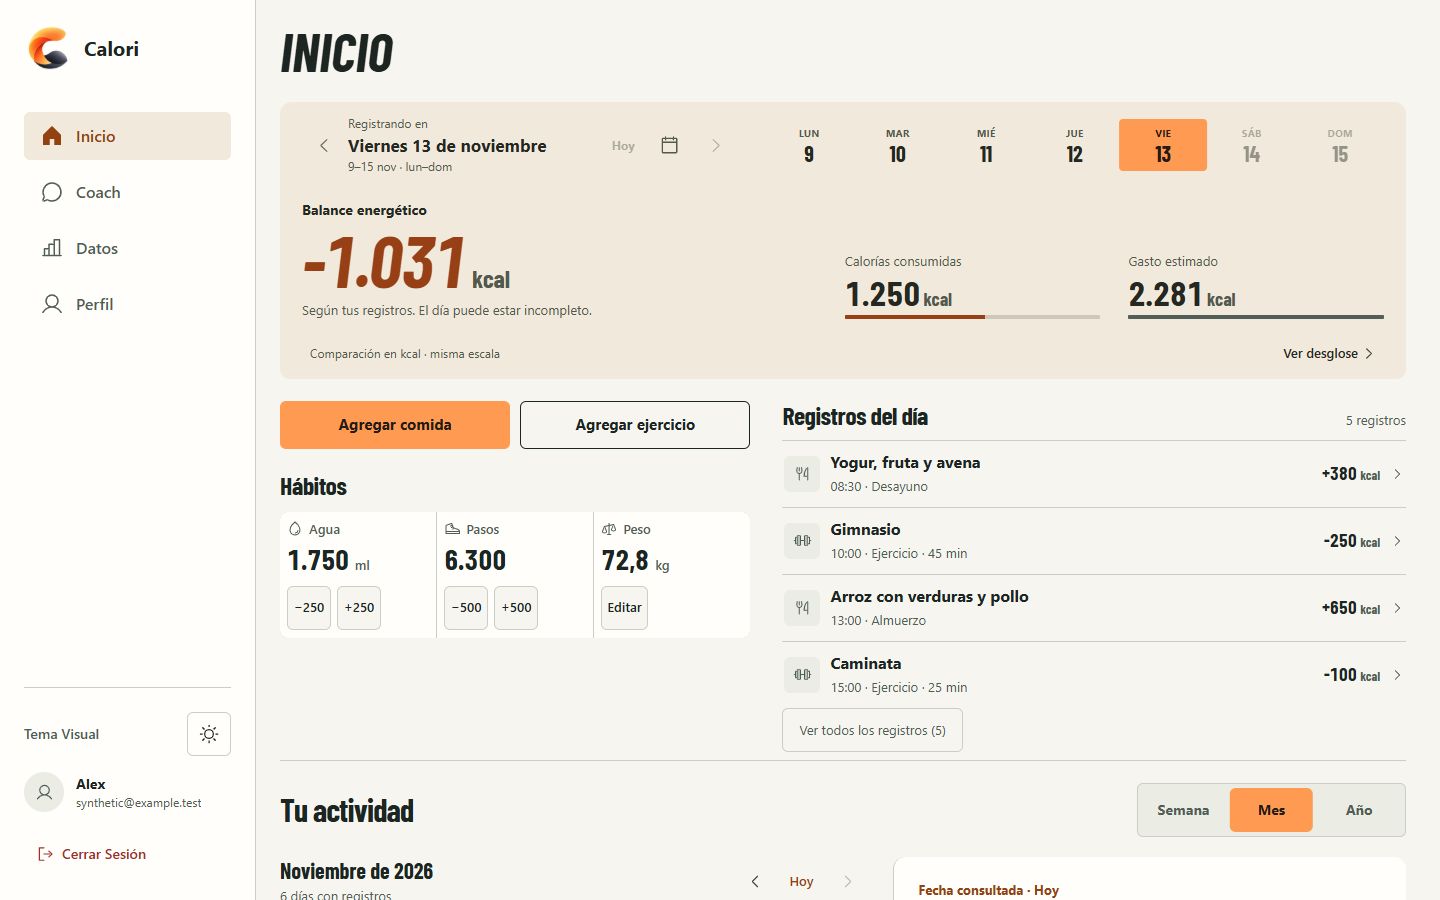 Calori
Inicio
Coach
Datos
Perfil
Tema Visual
Alex
synthetic@example.test
Cerrar Sesión
INICIO
Registrando en
Viernes 13 de noviembre
9–15 nov · lun–dom
Hoy
LUN
9
MAR
10
MIÉ
11
JUE
12
VIE
13
SÁB
14
DOM
15
Balance energético
-1.031 kcal
Según tus registros. El día puede estar incompleto.
Calorías consumidas
1.250 kcal
Gasto estimado
2.281 kcal
Comparación en kcal · misma escala
Ver desglose
Agregar comida
Agregar ejercicio
Hábitos
Agua
1.750 ml
−250
+250
Pasos
6.300
−500
+500
Peso
72,8 kg
Editar
Registros del día
5 registros
Yogur, fruta y avena
08:30 · Desayuno
+380 kcal
Gimnasio
10:00 · Ejercicio · 45 min
-250 kcal
Arroz con verduras y pollo
13:00 · Almuerzo
+650 kcal
Caminata
15:00 · Ejercicio · 25 min
-100 kcal
Ver todos los registros (5)
Tu actividad
Semana
Mes
Año
Noviembre de 2026
6 días con registros
Hoy
Fecha consultada · Hoy